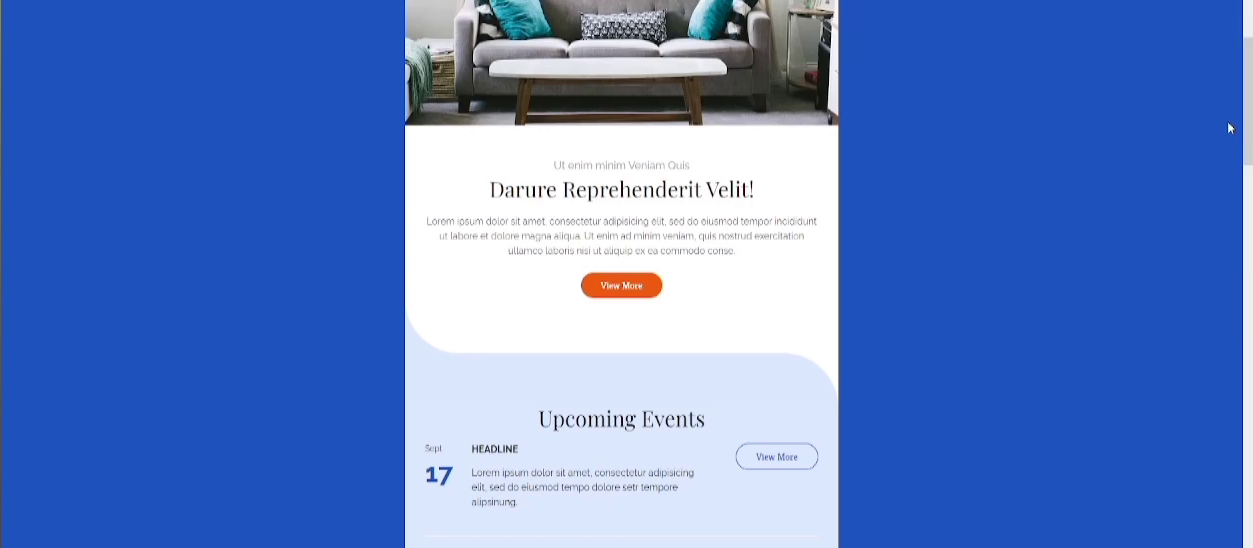 Ut enim minim Veniam Quis
Darure Reprehenderit Velit!
Lorem ipsum dolor sit amet, consectetur adipisicing elit, sed do eiusmod tempor incididunt
ut labore et dolore magna aliqua. Ut enim ad minim veniam, quis nostrud exercitation
ullamco laboris nisi ut aliquip ex ea commodo conse.
View More
Upcoming Events
Sept
17
HEADLINE
Lorem ipsum dolor sit amet, consectetur adipisicing
elit, sed do eiusmod tempo dolore setr tempore
alipsinung.
View More